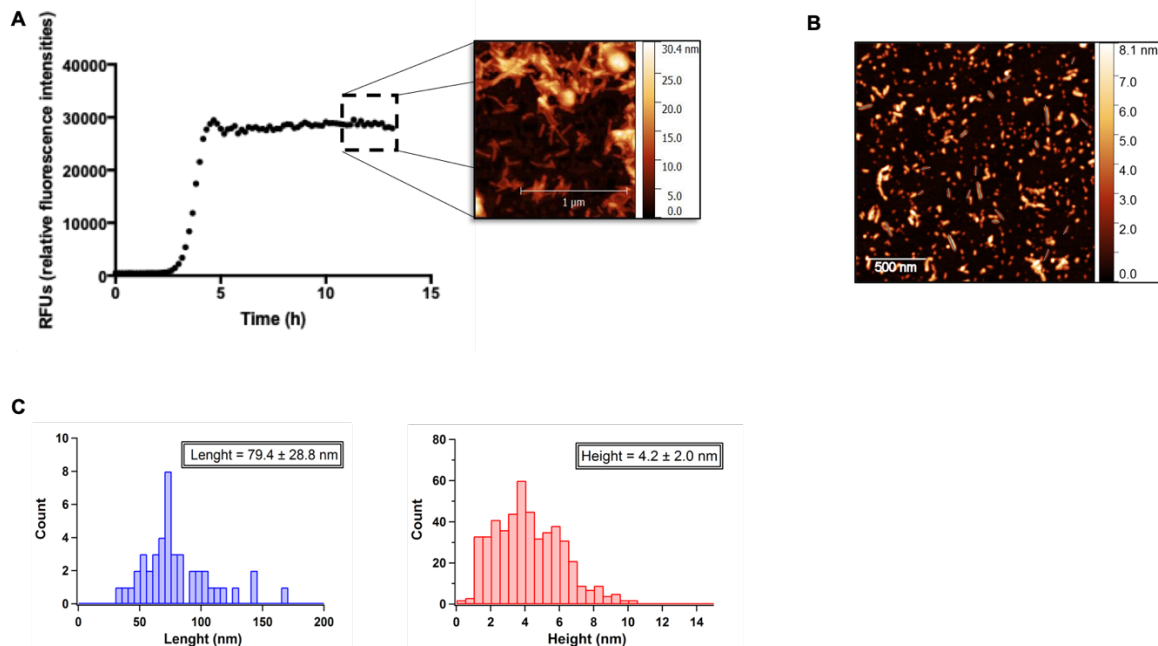 A
RFUs (relative fluorescence intensities)
40000
30000
20000
10000
0
0 5 10 15
Time (h)
30.4 nm
25.0
20.0
15.0
10.0
5.0
0.0
1 µm
B
8.1 nm
7.0
6.0
5.0
4.0
3.0
2.0
1.0
0.0
500 nm
C
Count
10
8
6
4
2
0
Lenght = 79.4 ± 28.8 nm
0 50 100 150 200
Lenght (nm)
Count
80
60
40
20
0
Height = 4.2 ± 2.0 nm
0 2 4 6 8 10 12 14
Height (nm)